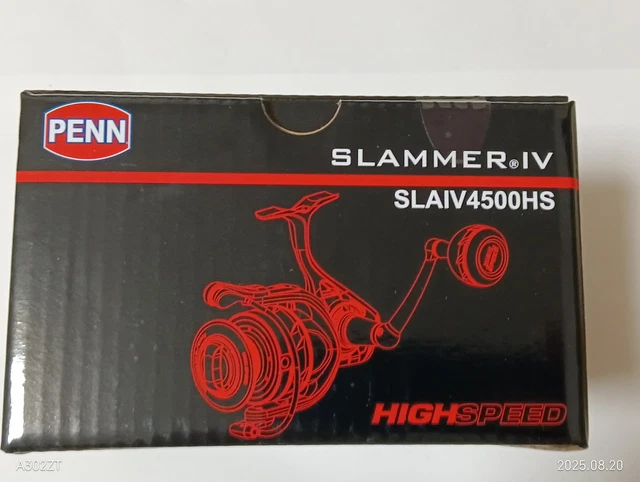 PENN
SLAMMER®IV
SLAIV4500HS
HIGHSPEED
A302ZT
2025.08.20